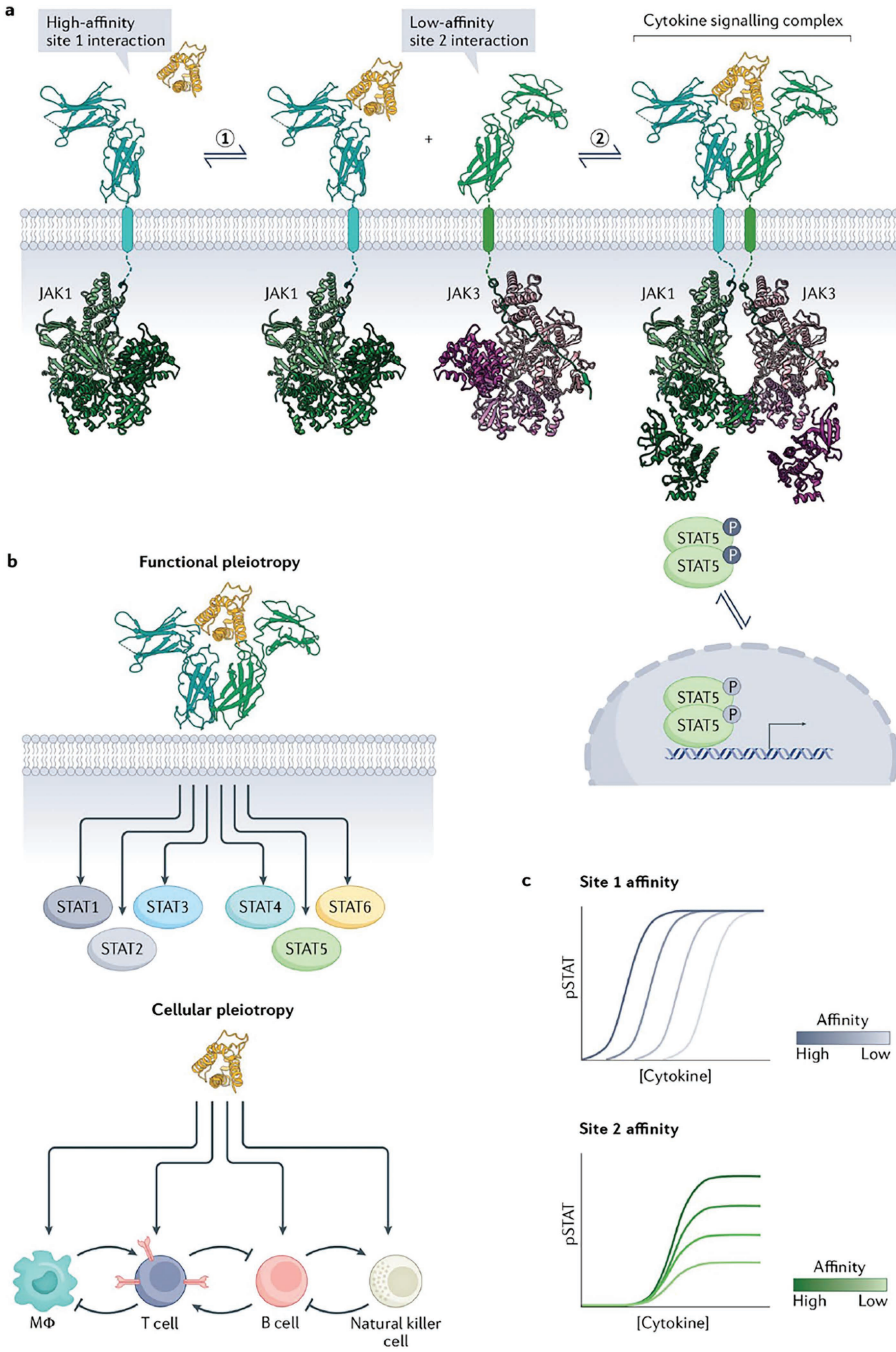 a
High-affinity
site 1 interaction
Low-affinity
site 2 interaction
Cytokine signalling complex
1
+
2
JAK1
JAK1
JAK3
JAK1
JAK3
STAT5
P
STAT5
P
STAT5
P
STAT5
b
Functional pleiotropy
STAT1
STAT2
STAT3
STAT4
STAT5
STAT6
Cellular pleiotropy
MΦ
T cell
B cell
Natural killer
cell
c
Site 1 affinity
pSTAT
[Cytokine]
Affinity
High Low
Site 2 affinity
pSTAT
[Cytokine]
Affinity
High Low